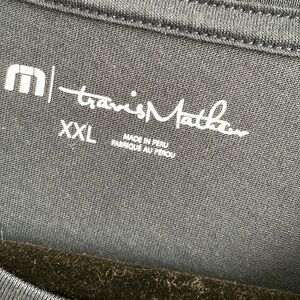 m | travisMathew
XXL
MADE IN PERU
FABRIQUÉ AU PÉROU